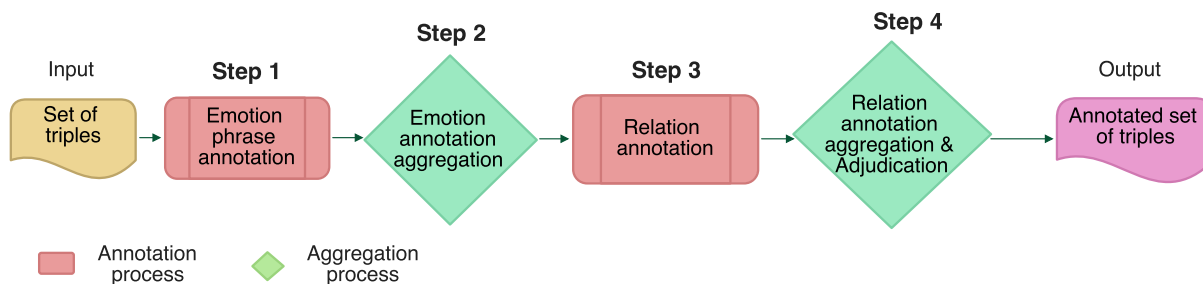 Input
Set of
triples
Step 1
Emotion
phrase
annotation
Step 2
Emotion
annotation
aggregation
Step 3
Relation
annotation
Step 4
Relation
annotation
aggregation &
Adjudication
Output
Annotated set
of triples
Annotation
process
Aggregation
process